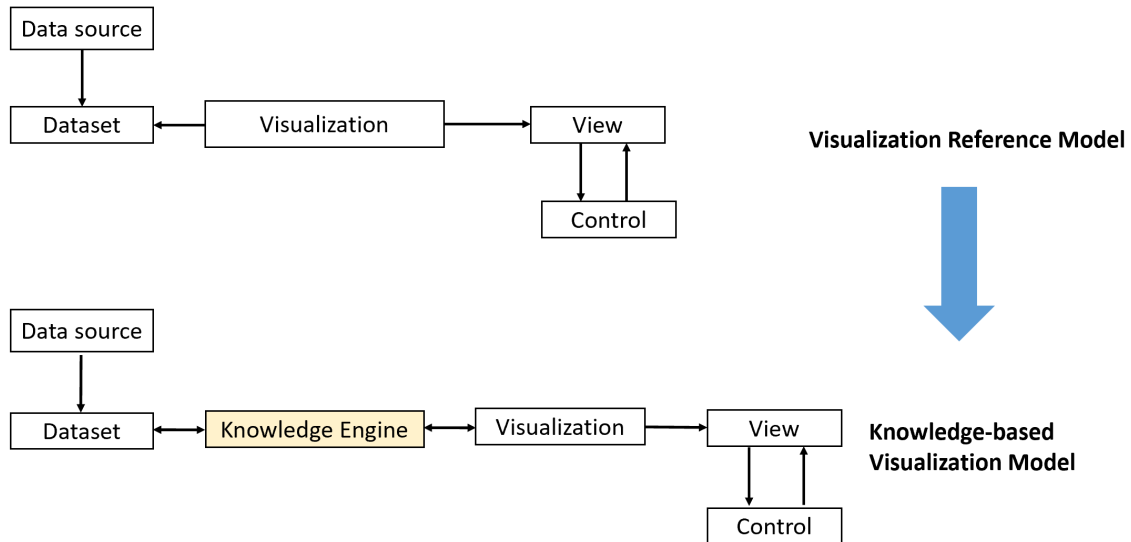 Data source
Dataset
Visualization
View
Control
Visualization Reference Model
Data source
Dataset
Knowledge Engine
Visualization
View
Control
Knowledge-based
Visualization Model